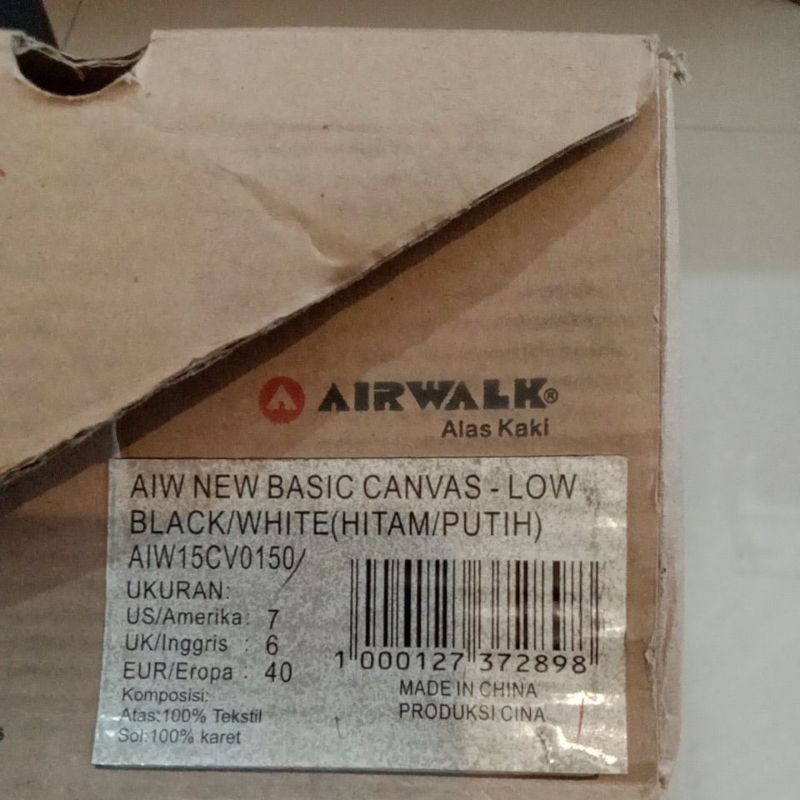 AIRWALK®
Alas Kaki
AIW NEW BASIC CANVAS - LOW
BLACK/WHITE(HITAM/PUTIH)
AIW15CV0150/
UKURAN:
US/Amerika: 7
UK/Inggris : 6
EUR/Eropa : 40
Komposisi:
Atas:100% Tekstil
Sol:100% karet
1 000127 372898
MADE IN CHINA
PRODUKSI CINA